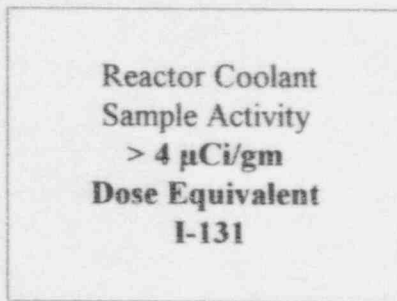 Reactor Coolant
Sample Activity
> 4 μCi/gm
Dose Equivalent
I-131